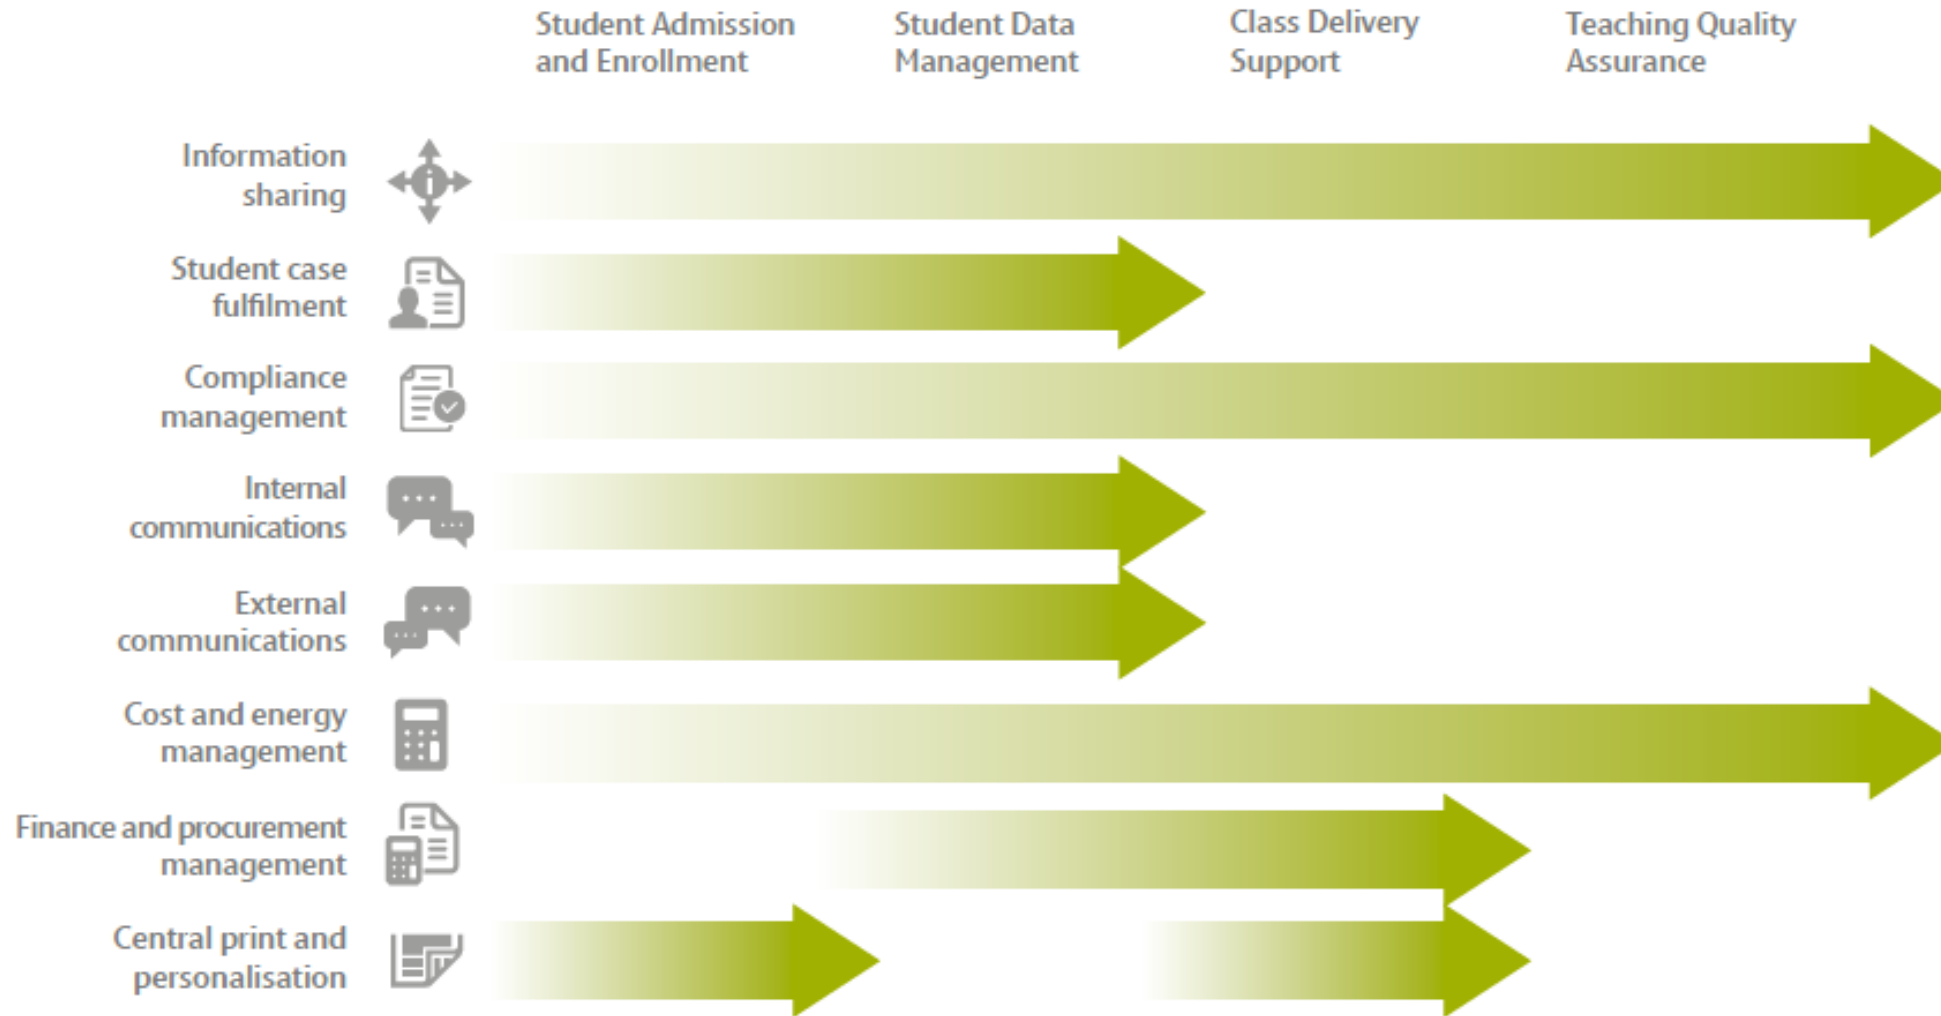 Student Admission
and Enrollment
Student Data
Management
Class Delivery
Support
Teaching Quality
Assurance
Information
sharing
Student case
fulfilment
Compliance
management
Internal
communications
External
communications
Cost and energy
management
Finance and procurement
management
Central print and
personalisation